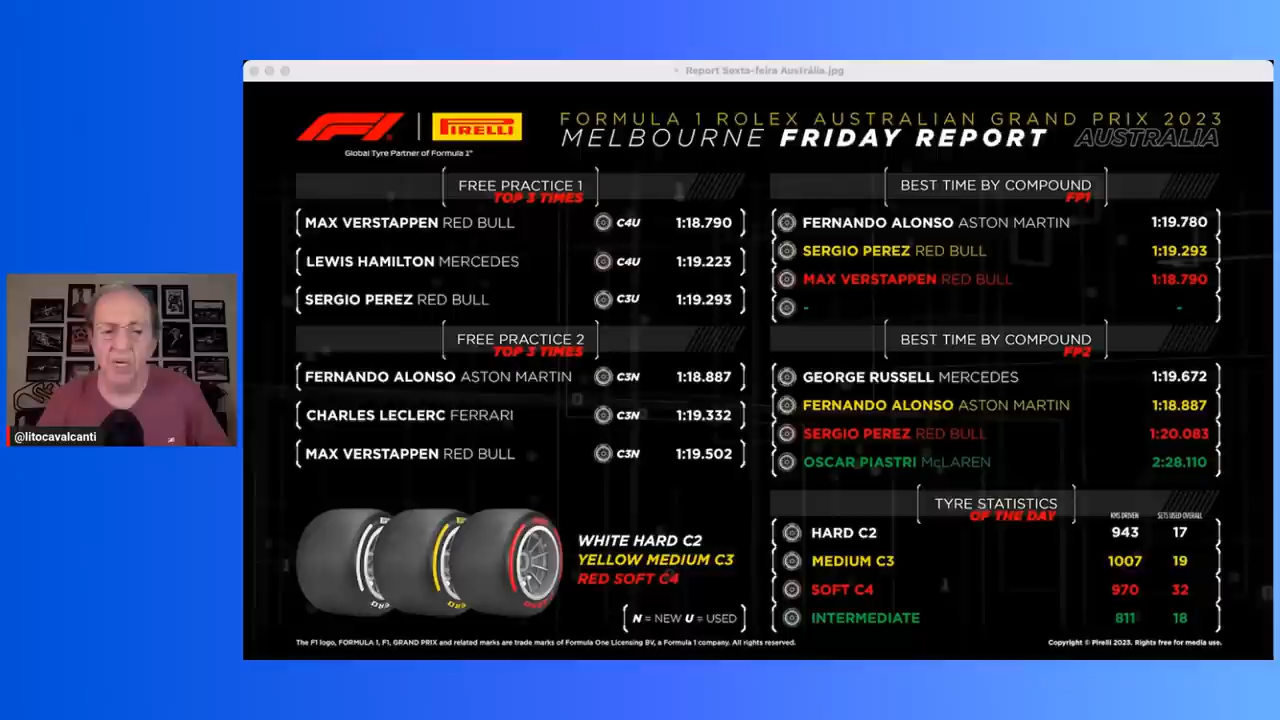 Report Sexta-feira Austrália.jpg
F1 | PIRELLI
Global Tyre Partner of Formula 1®
FORMULA 1 ROLEX AUSTRALIAN GRAND PRIX 2023
MELBOURNE FRIDAY REPORT AUSTRALIA
FREE PRACTICE 1
TOP 3 TIMES
MAX VERSTAPPEN RED BULL C4U 1:18.790
LEWIS HAMILTON MERCEDES C4U 1:19.223
SERGIO PEREZ RED BULL C3U 1:19.293
FREE PRACTICE 2
TOP 3 TIMES
FERNANDO ALONSO ASTON MARTIN C3N 1:18.887
CHARLES LECLERC FERRARI C3N 1:19.332
MAX VERSTAPPEN RED BULL C3N 1:19.502
WHITE HARD C2
YELLOW MEDIUM C3
RED SOFT C4
N = NEW U = USED
BEST TIME BY COMPOUND
FP1
FERNANDO ALONSO ASTON MARTIN 1:19.780
SERGIO PEREZ RED BULL 1:19.293
MAX VERSTAPPEN RED BULL 1:18.790
- -
BEST TIME BY COMPOUND
FP2
GEORGE RUSSELL MERCEDES 1:19.672
FERNANDO ALONSO ASTON MARTIN 1:18.887
SERGIO PEREZ RED BULL 1:20.083
OSCAR PIASTRI McLAREN 2:28.110
TYRE STATISTICS
OF THE DAY
KMS DRIVEN SETS USED OVERALL
HARD C2 943 17
MEDIUM C3 1007 19
SOFT C4 970 32
INTERMEDIATE 811 18
The F1 logo, FORMULA 1, F1, GRAND PRIX and related marks are trade marks of Formula One Licensing BV, a Formula 1 company. All rights reserved.
Copyright © Pirelli 2023. Rights free for media use.
@litocavalcanti